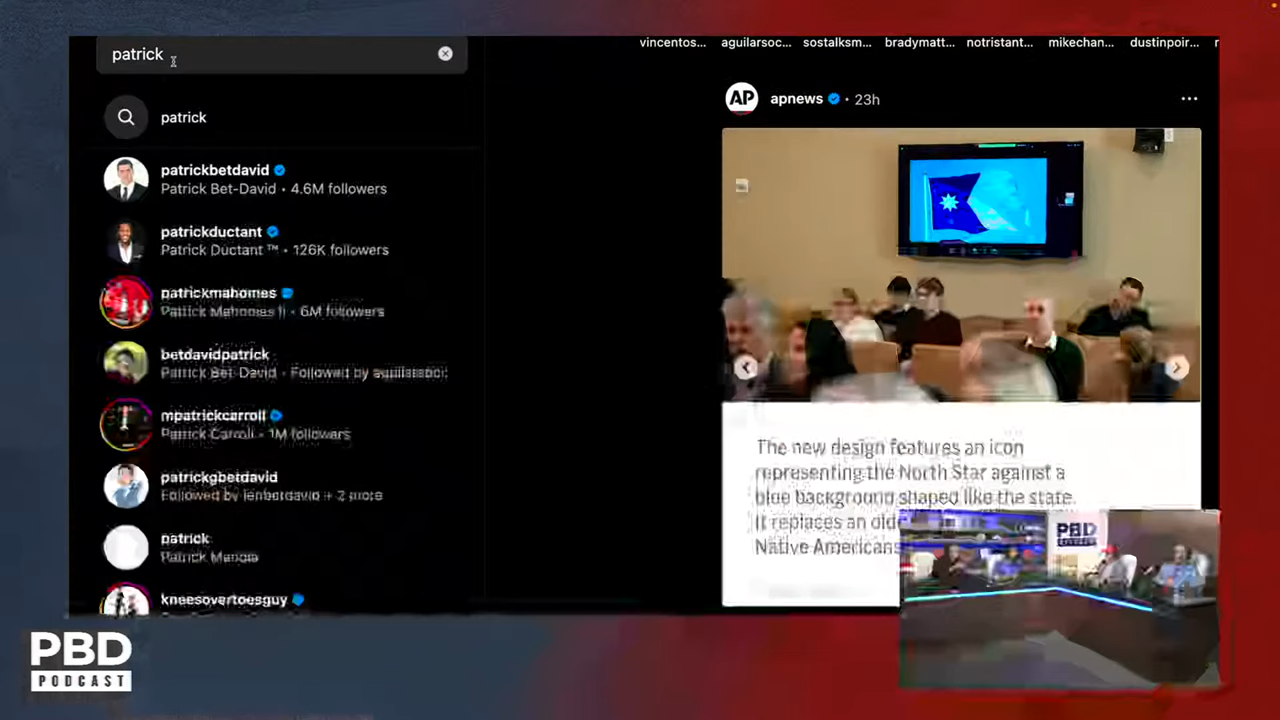 patrick
patrick
patrickbetdavid
Patrick Bet-David • 4.6M followers
patrickductant
Patrick Ductant ™ • 126K followers
patrickmahomes
Patrick Mahomes II • 6M followers
betdavidpatrick
Patrick Bet-David • Followed by
mpatrickcarroll
Patrick Carroll • 1M followers
patrickgbetdavid
Followed by lenbetdavid + 2 more
patrick
Patrick
kneesovertoesguy
vincentos...
aguilarsoc...
sostalksm...
bradymatt...
notristant...
mikechan...
dustinpoir...
AP
apnews • 23h
The new design features an icon
representing the North Star against a
blue background shaped like the state.
It replaces an old
Native Americans
PBD
PBD
PODCAST